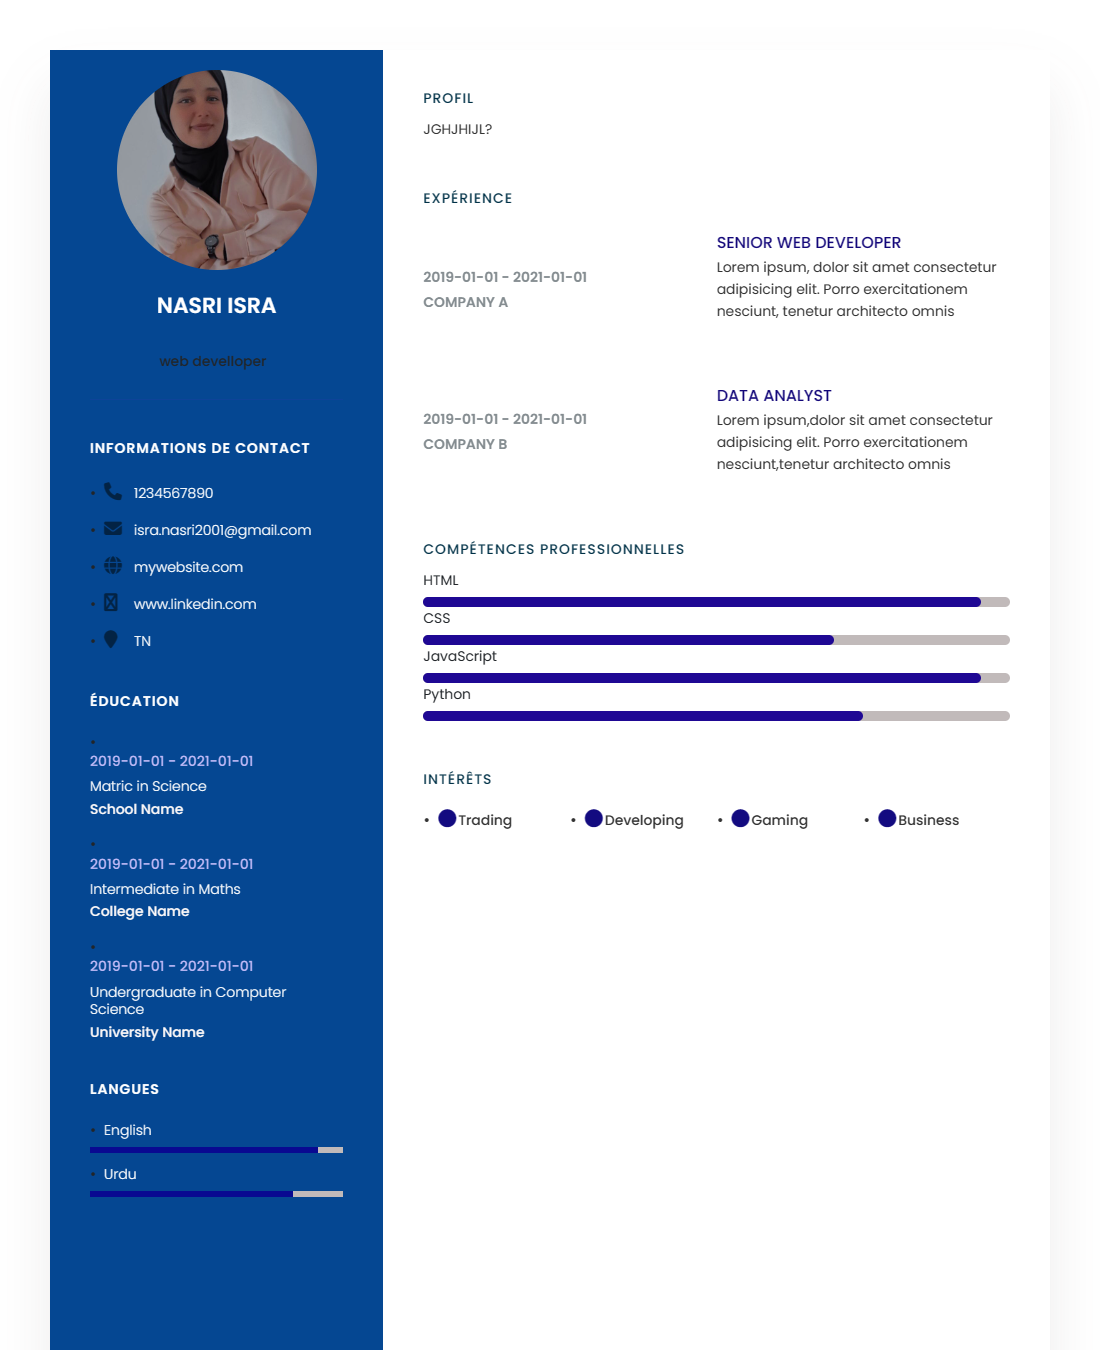 NASRI ISRA
web develloper
INFORMATIONS DE CONTACT
• 1234567890
• isra.nasri2001@gmail.com
• mywebsite.com
• www.linkedin.com
• TN
ÉDUCATION
•
2019-01-01 - 2021-01-01
Matric in Science
School Name
•
2019-01-01 - 2021-01-01
Intermediate in Maths
College Name
•
2019-01-01 - 2021-01-01
Undergraduate in Computer
Science
University Name
LANGUES
• English
• Urdu
PROFIL
JGHJHIJL?
EXPÉRIENCE
2019-01-01 - 2021-01-01
COMPANY A
SENIOR WEB DEVELOPER
Lorem ipsum, dolor sit amet consectetur
adipisicing elit. Porro exercitationem
nesciunt, tenetur architecto omnis
2019-01-01 - 2021-01-01
COMPANY B
DATA ANALYST
Lorem ipsum,dolor sit amet consectetur
adipisicing elit. Porro exercitationem
nesciunt,tenetur architecto omnis
COMPÉTENCES PROFESSIONNELLES
HTML
CSS
JavaScript
Python
INTÉRÊTS
• Trading • Developing • Gaming • Business